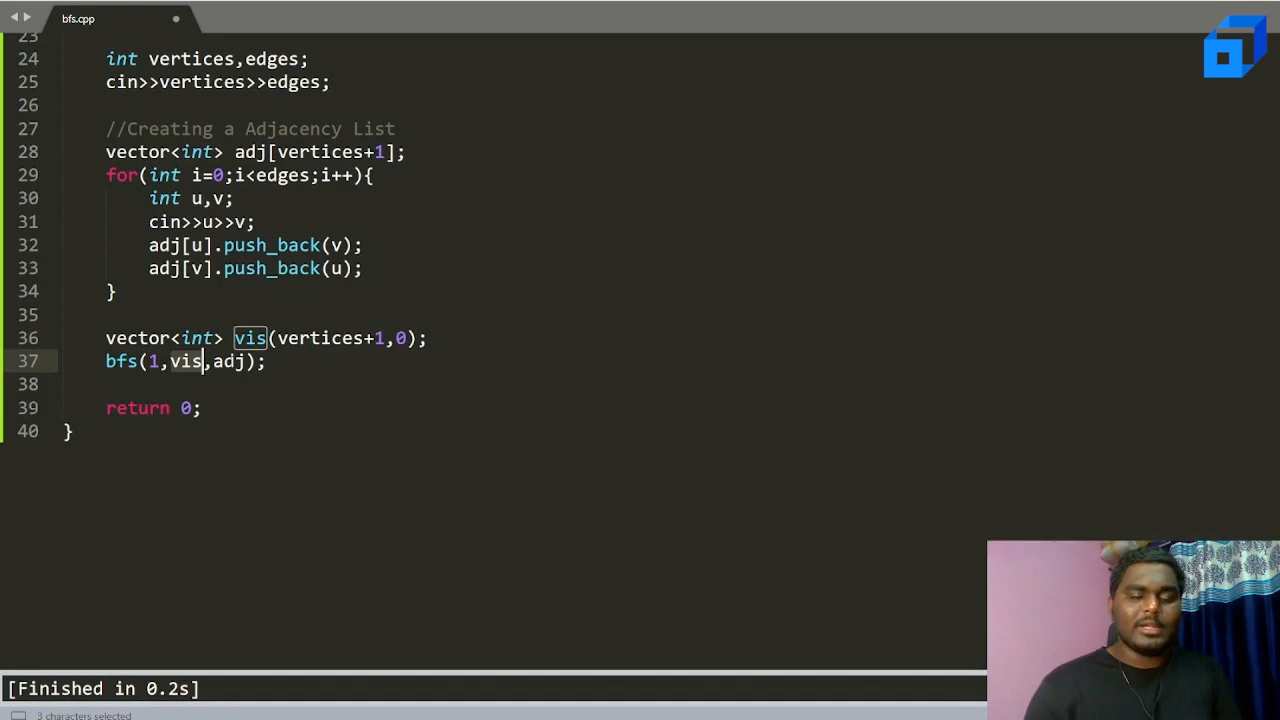 bfs.cpp
23
24 int vertices,edges;
25 cin>>vertices>>edges;
26
27 //Creating a Adjacency List
28 vector<int> adj[vertices+1];
29 for(int i=0;i<edges;i++){
30 int u,v;
31 cin>>u>>v;
32 adj[u].push_back(v);
33 adj[v].push_back(u);
34 }
35
36 vector<int> vis(vertices+1,0);
37 bfs(1,vis,adj);
38
39 return 0;
40 }
[Finished in 0.2s]
3 characters selected